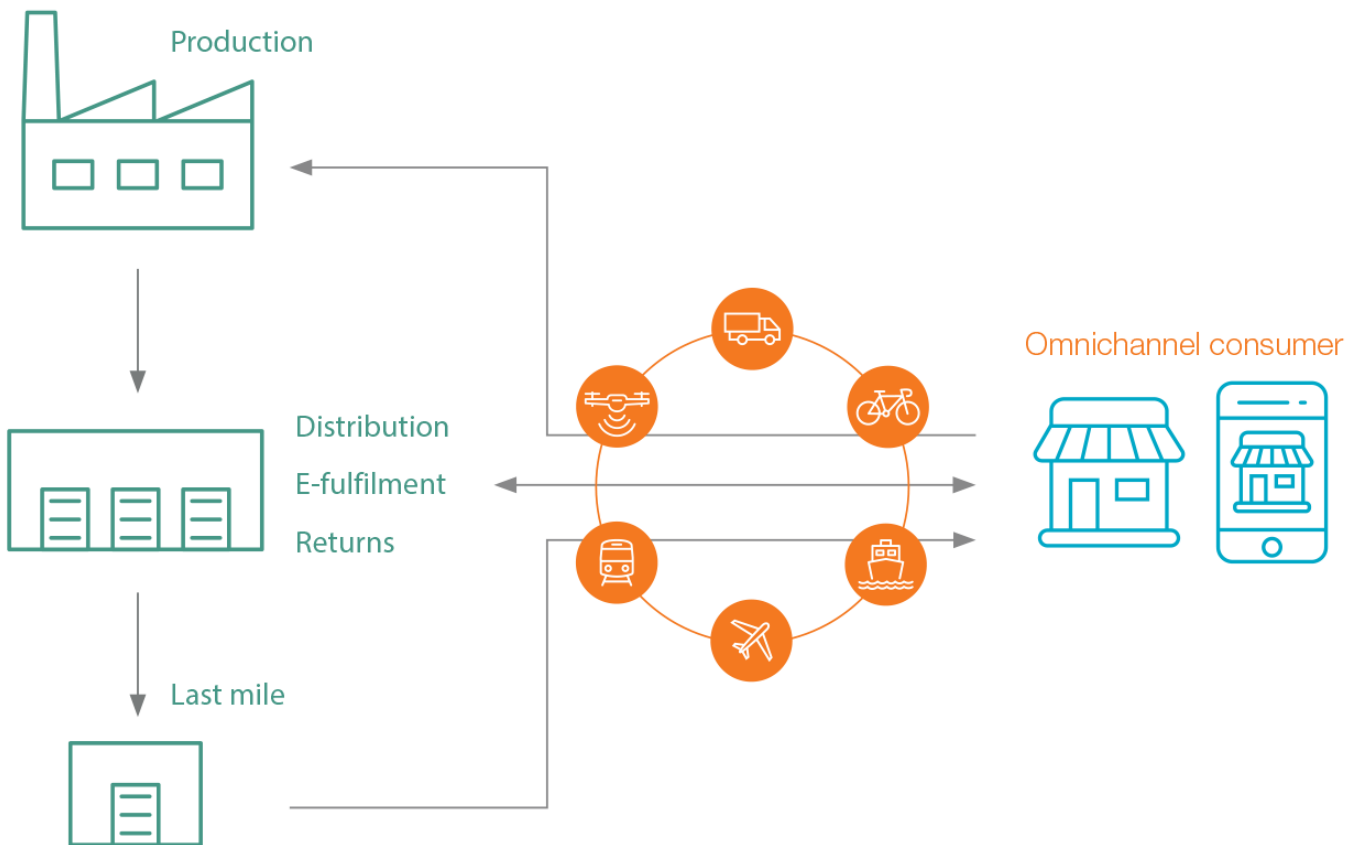 Production
Omnichannel consumer
Distribution
E-fulfilment
Returns
Last mile